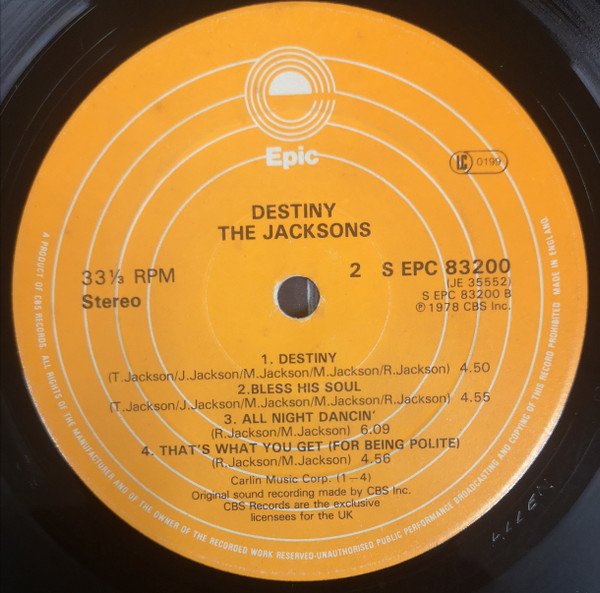 Epic
LC 0199
DESTINY
THE JACKSONS
33⅓ RPM
Stereo
2 S EPC 83200
(JE 35552)
S EPC 83200 B
℗ 1978 CBS Inc.
1. DESTINY
(T.Jackson/J.Jackson/M.Jackson/M.Jackson/R.Jackson) 4.50
2.BLESS HIS SOUL
(T.Jackson/J.Jackson/M.Jackson/M.Jackson/R.Jackson) 4.55
3. ALL NIGHT DANCIN'
(R.Jackson/M.Jackson) 6.09
4. THAT'S WHAT YOU GET (FOR BEING POLITE)
(R.Jackson/M.Jackson) 4.56
Carlin Music Corp. (1–4)
Original sound recording made by CBS Inc.
CBS Records are the exclusive
licensees for the UK
A PRODUCT OF CBS RECORDS. ALL RIGHTS OF THE MANUFACTURER AND OF THE OWNER OF THE RECORDED WORK RESERVED-UNAUTHORISED PUBLIC PERFORMANCE BROADCASTING AND COPYING OF THIS RECORD PROHIBITED MADE IN ENGLAND